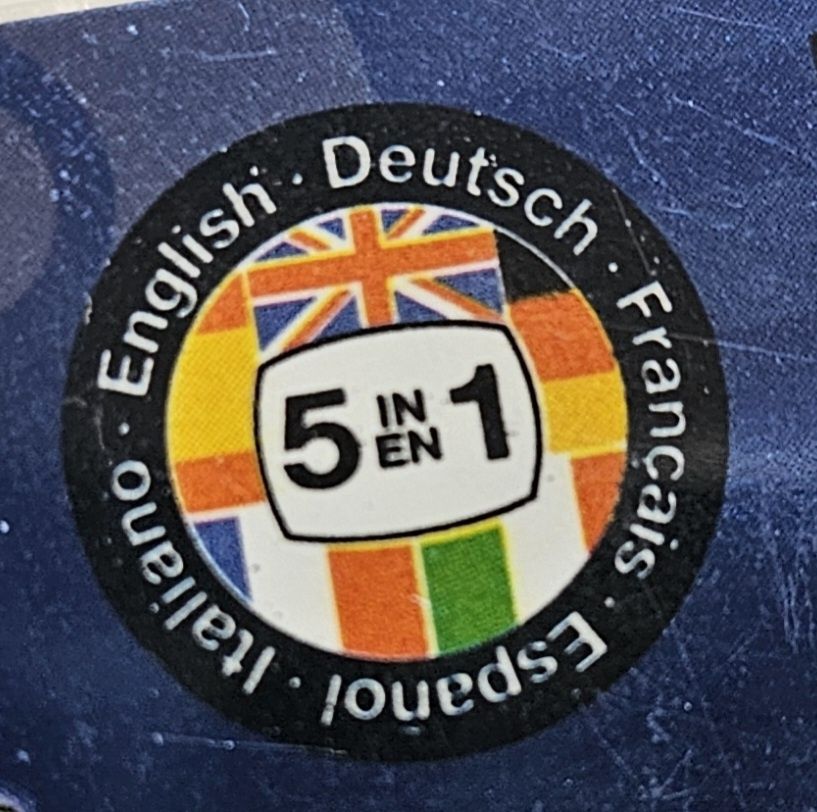 English · Deutsch · Français · Español · Italiano ·
5 IN EN 1